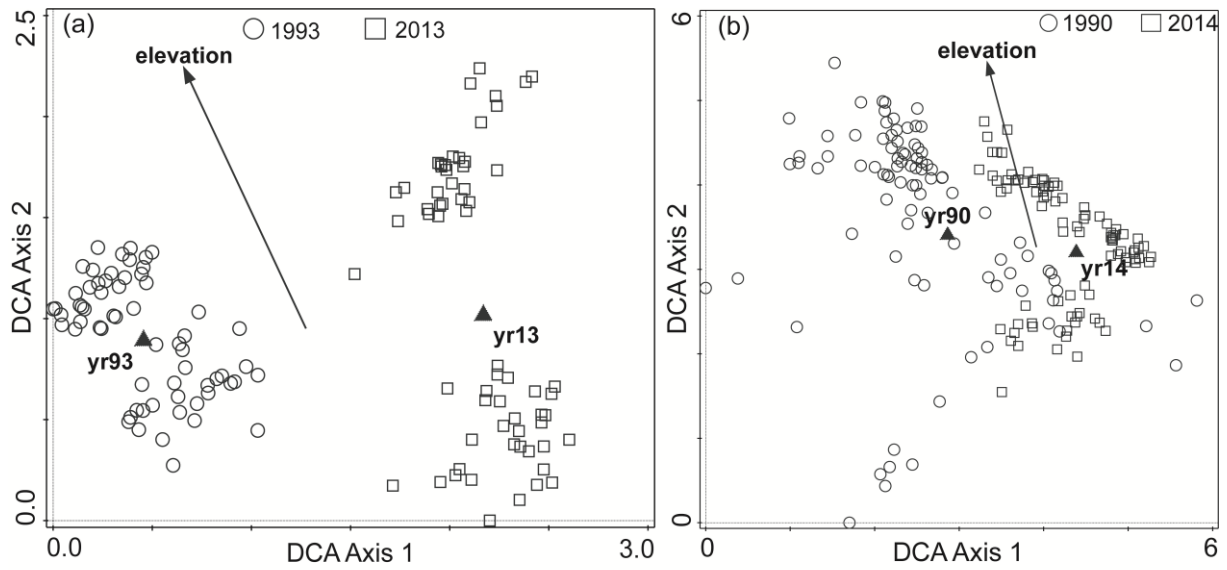 (a) 1993 2013
2.5
elevation
DCA Axis 2
yr93
yr13
0.0
0.0 DCA Axis 1 3.0
(b) 1990 2014
6
elevation
DCA Axis 2
yr90
yr14
0
0 DCA Axis 1 6